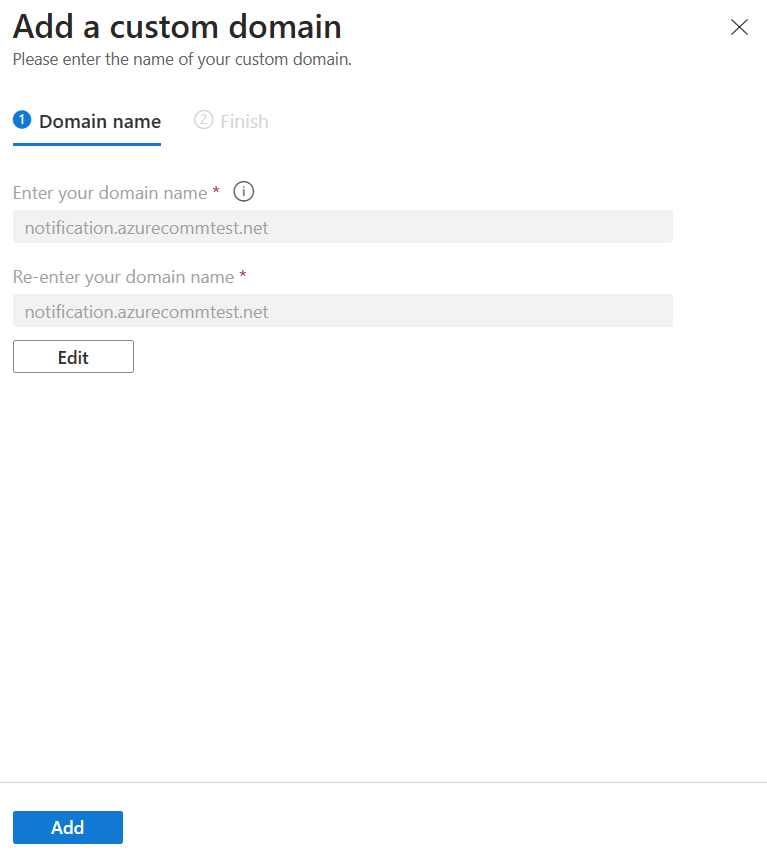 Add a custom domain
Please enter the name of your custom domain.
1 Domain name 2 Finish
Enter your domain name *
notification.azurecommtest.net
Re-enter your domain name *
notification.azurecommtest.net
Edit
Add